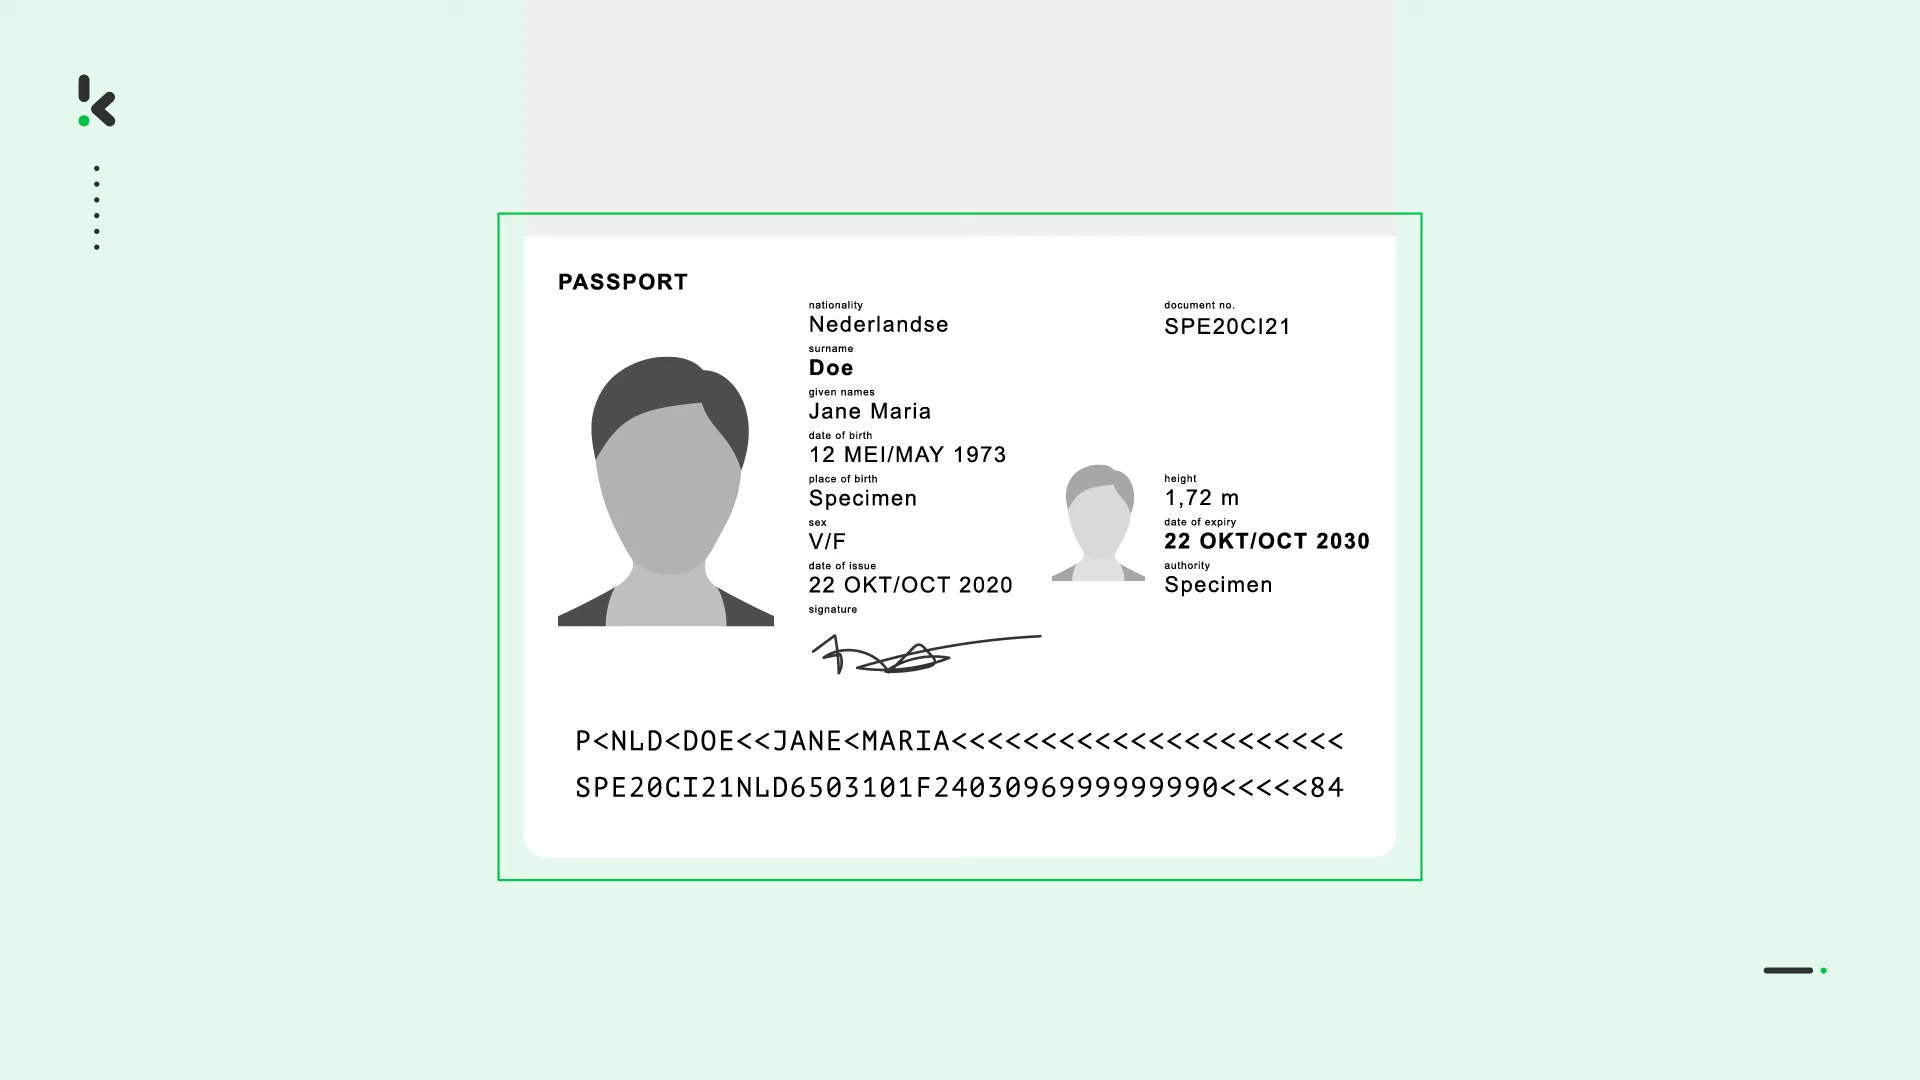 PASSPORT
nationality
Nederlandse
document no.
SPE20CI21
surname
Doe
given names
Jane Maria
date of birth
12 MEI/MAY 1973
place of birth
Specimen
height
1,72 m
sex
V/F
date of expiry
22 OKT/OCT 2030
date of issue
22 OKT/OCT 2020
authority
Specimen
signature
P<NLD<DOE<<JANE<MARIA<<<<<<<<<<<<<<<<<<<<<<
SPE20CI21NLD6503101F2403096999999990<<<<<84